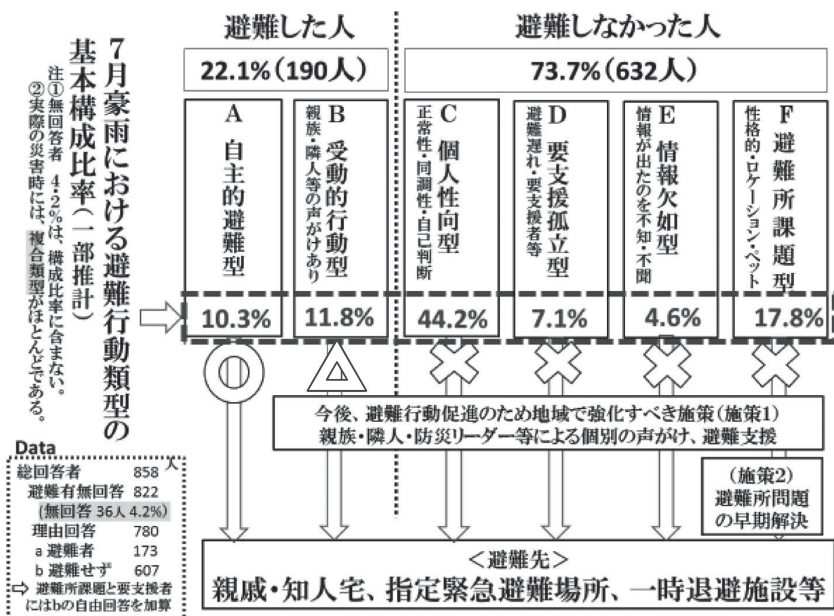 7月豪雨における避難行動類型の
基本構成比率(一部推計)
注①無回答者 4.2%は、構成比率に含まない。
②実際の災害時には、複合類型がほとんどである。
避難した人
避難しなかった人
22.1%(190人)
73.7%(632人)
A 自主的避難型
B 受動的行動型
親族・隣人等の声がけあり
C 個人性向型
正常性・同調性・自己判断
D 要支援孤立型
避難遅れ・要支援者等
E 情報欠如型
情報が出たのを不知・不聞
F 避難所課題型
性格的・ロケーション・ペット
10.3%
11.8%
44.2%
7.1%
4.6%
17.8%
今後、避難行動促進のため地域で強化すべき施策(施策1)
親族・隣人・防災リーダー等による個別の声がけ、避難支援
(施策2)
避難所問題
の早期解決
<避難先>
親戚・知人宅、指定緊急避難場所、一時退避施設等
Data
総回答者 858 人
避難有無回答 822
(無回答 36人 4.2%)
理由回答 780
a 避難者 173
b 避難せず 607
⇨ 避難所課題と要支援者
にはbの自由回答を加算